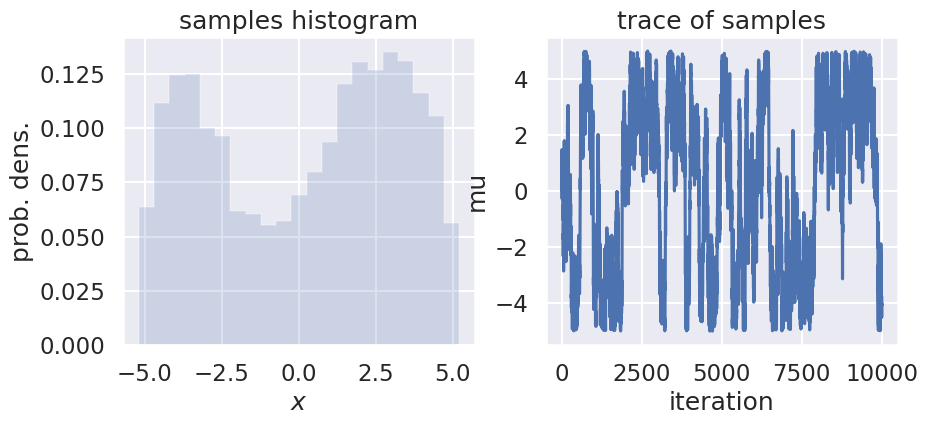 samples histogram
prob. dens.
0.125
0.100
0.075
0.050
0.025
0.000
−5.0 −2.5 0.0 2.5 5.0
x
trace of samples
mu
4
2
0
−2
−4
0 2500 5000 7500 10000
iteration